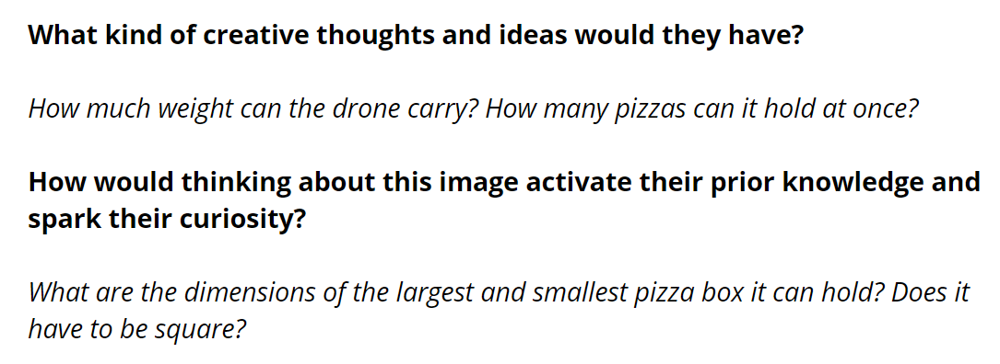 What kind of creative thoughts and ideas would they have?
How much weight can the drone carry? How many pizzas can it hold at once?
How would thinking about this image activate their prior knowledge and
spark their curiosity?
What are the dimensions of the largest and smallest pizza box it can hold? Does it
have to be square?